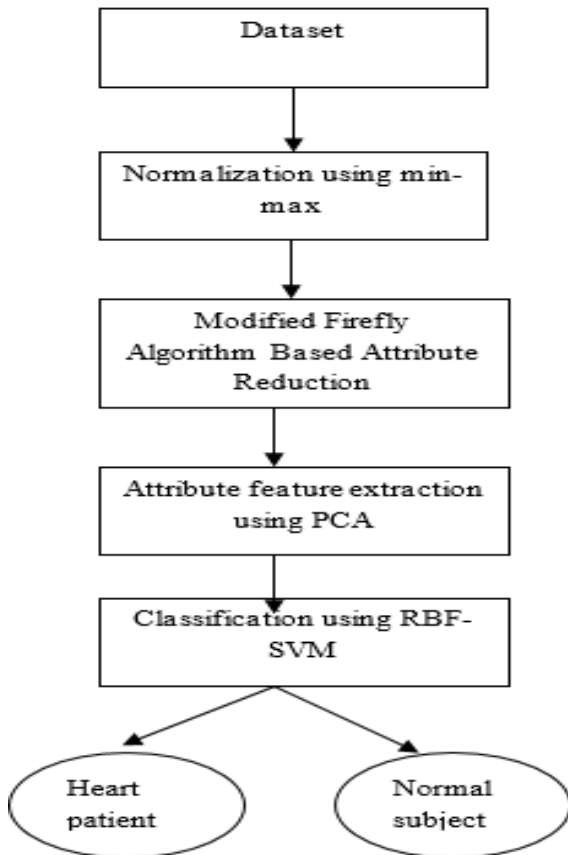 Dataset
Normalization using min-
max
Modified Firefly
Algorithm Based Attribute
Reduction
Attribute feature extraction
using PCA
Classification using RBF-
SVM
Heart
patient
Normal
subject